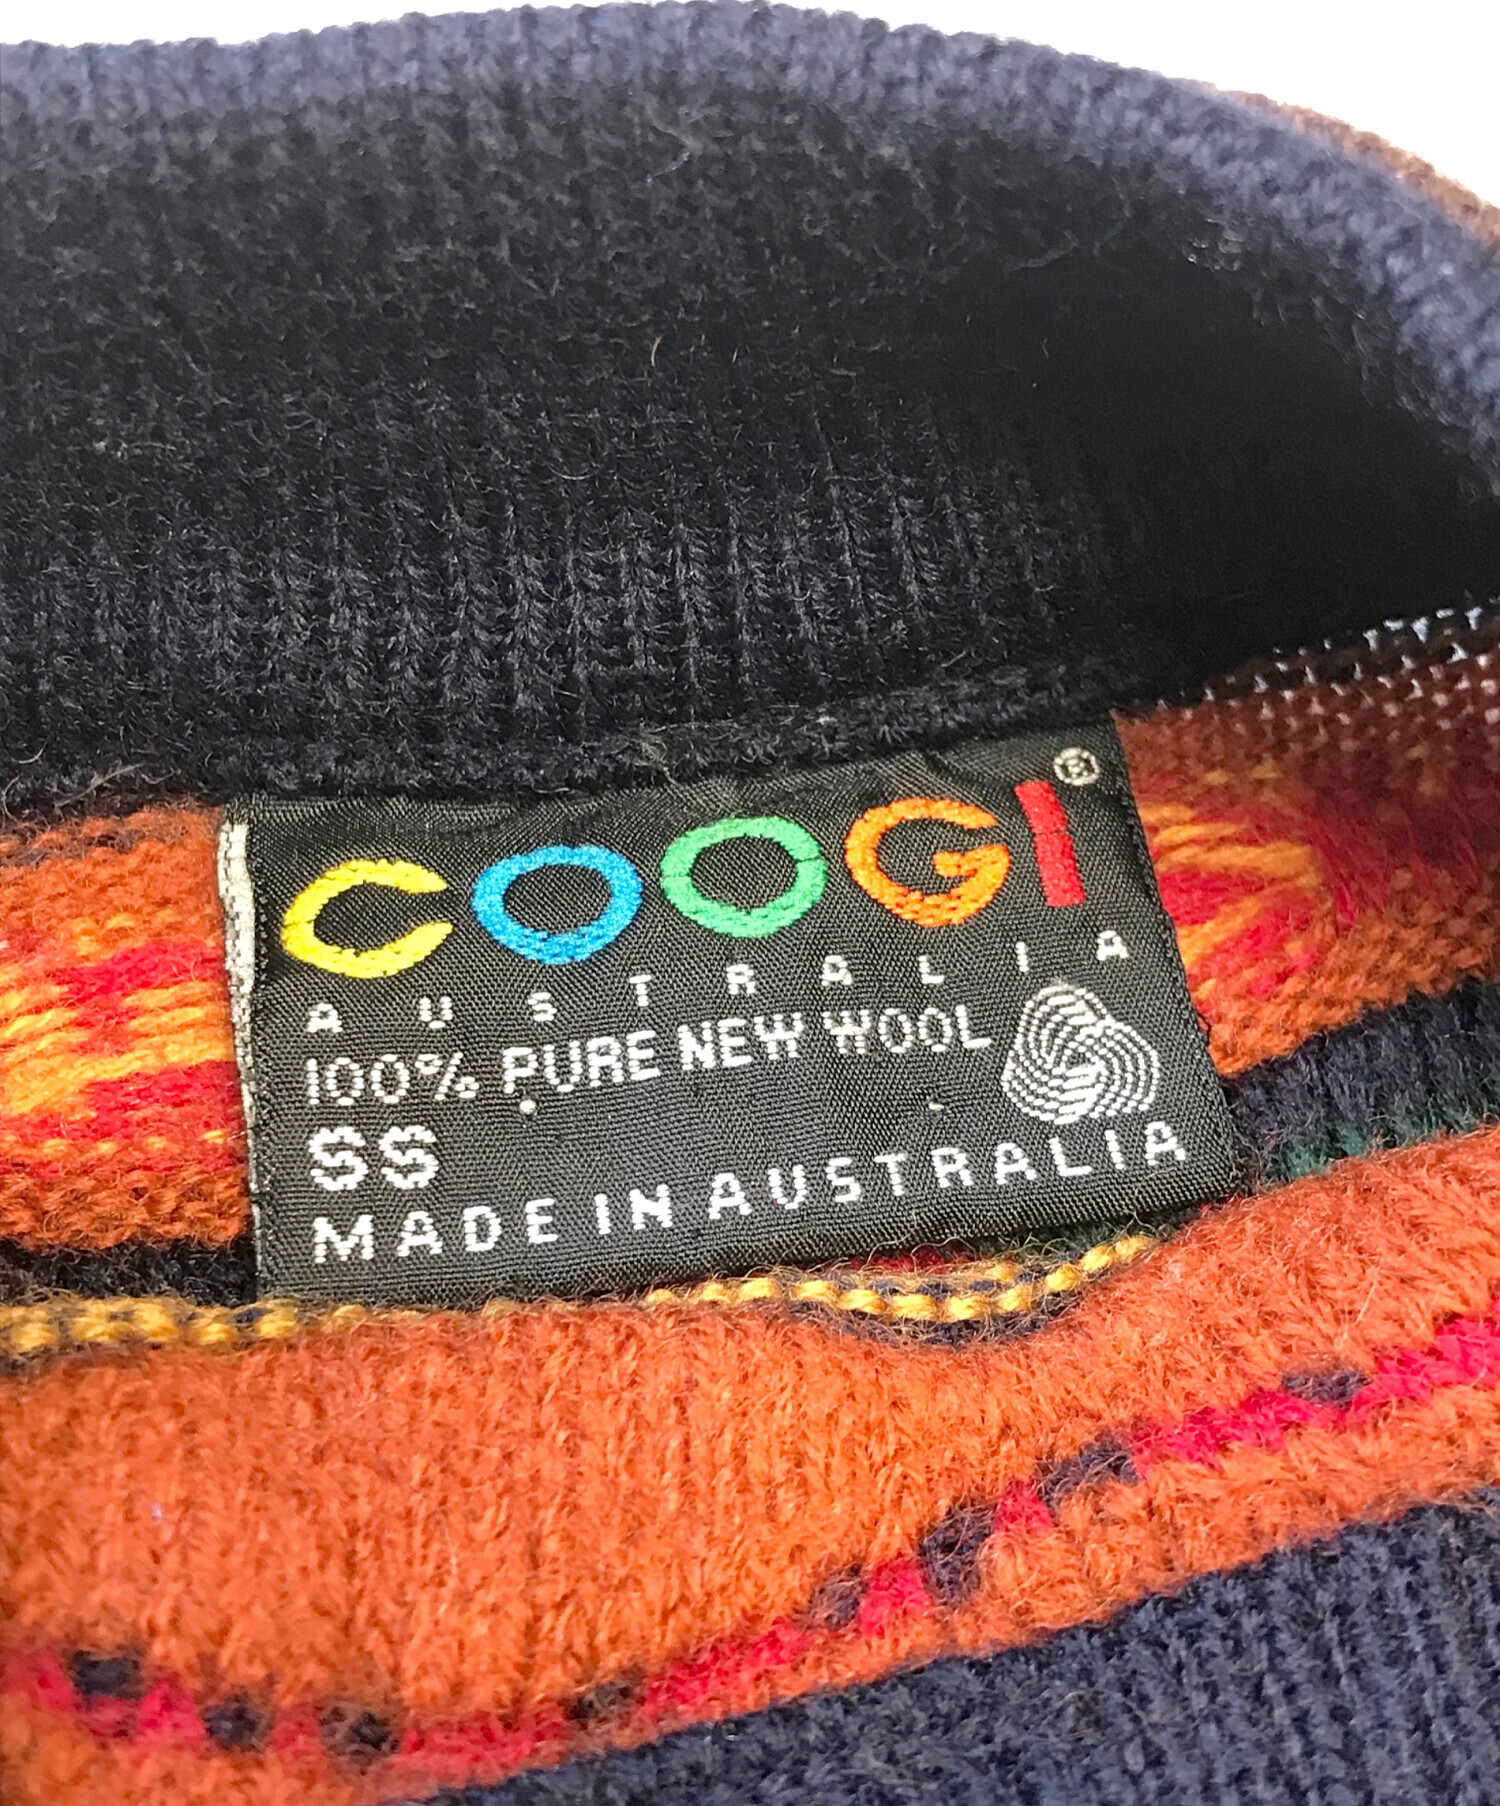 COOGI®
AUSTRALIA
100% PURE NEW WOOL
SS
MADE IN AUSTRALIA